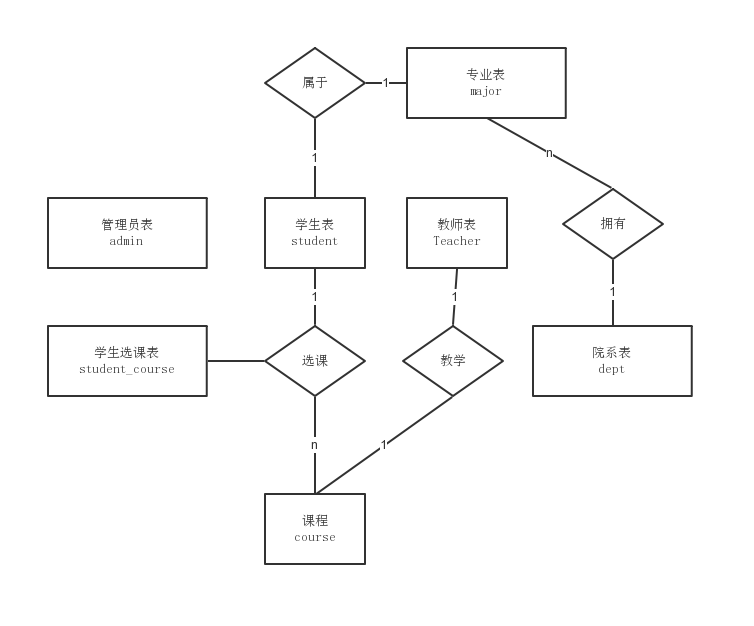 属于
1
专业表
major
1
n
管理员表
admin
学生表
student
教师表
Teacher
拥有
1
1
1
学生选课表
student_course
选课
教学
院系表
dept
n
1
课程
course